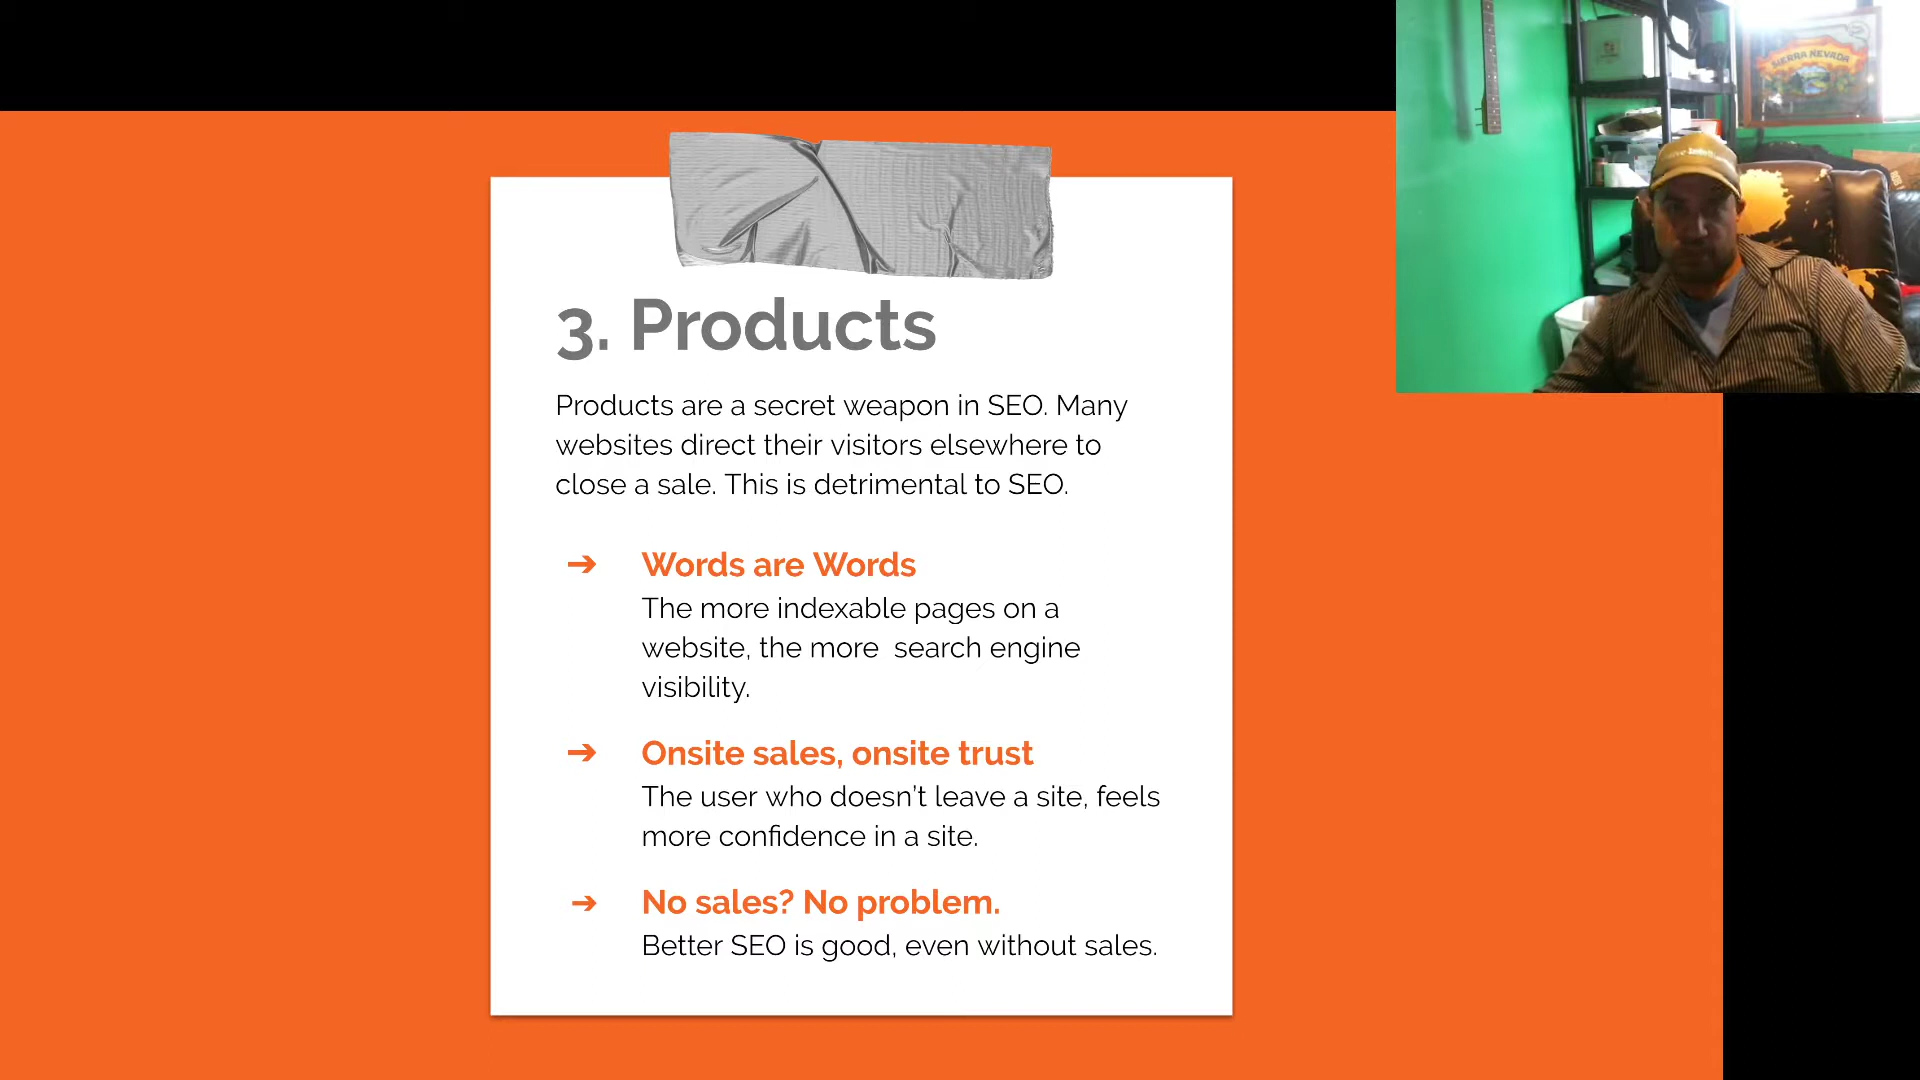 SIERRA NEVADA
3. Products
Products are a secret weapon in SEO. Many
websites direct their visitors elsewhere to
close a sale. This is detrimental to SEO.
➔ Words are Words
The more indexable pages on a
website, the more  search engine
visibility.
➔ Onsite sales, onsite trust
The user who doesn’t leave a site, feels
more confidence in a site.
➔ No sales? No problem.
Better SEO is good, even without sales.